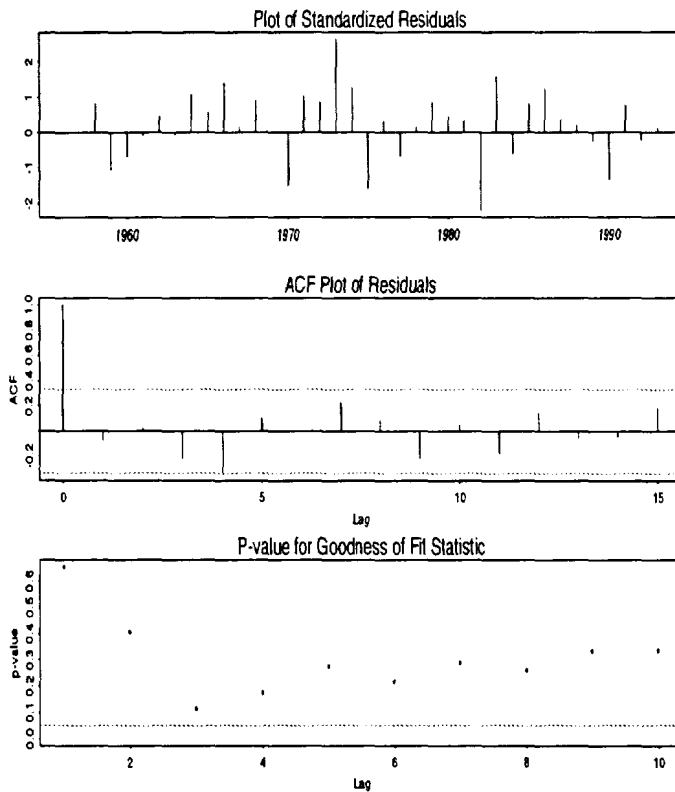 Plot of Standardized Residuals
2
1
0
-1
-2
1960 1970 1980 1990
ACF Plot of Residuals
ACF
-0.2 0.2 0.4 0.6 0.8 1.0
0 5 10 15
Lag
P-value for Goodness of Fit Statistic
p-value
0.0 0.1 0.2 0.3 0.4 0.5 0.6
2 4 6 8 10
Lag